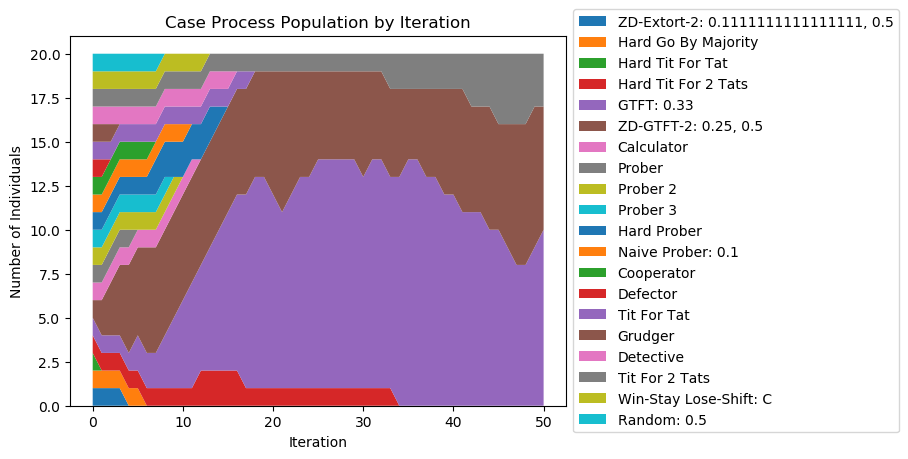 Case Process Population by Iteration
20.0
17.5
15.0
12.5
10.0
7.5
5.0
2.5
0.0
Number of Individuals
0 10 20 30 40 50
Iteration
ZD-Extort-2: 0.1111111111111111, 0.5
Hard Go By Majority
Hard Tit For Tat
Hard Tit For 2 Tats
GTFT: 0.33
ZD-GTFT-2: 0.25, 0.5
Calculator
Prober
Prober 2
Prober 3
Hard Prober
Naive Prober: 0.1
Cooperator
Defector
Tit For Tat
Grudger
Detective
Tit For 2 Tats
Win-Stay Lose-Shift: C
Random: 0.5